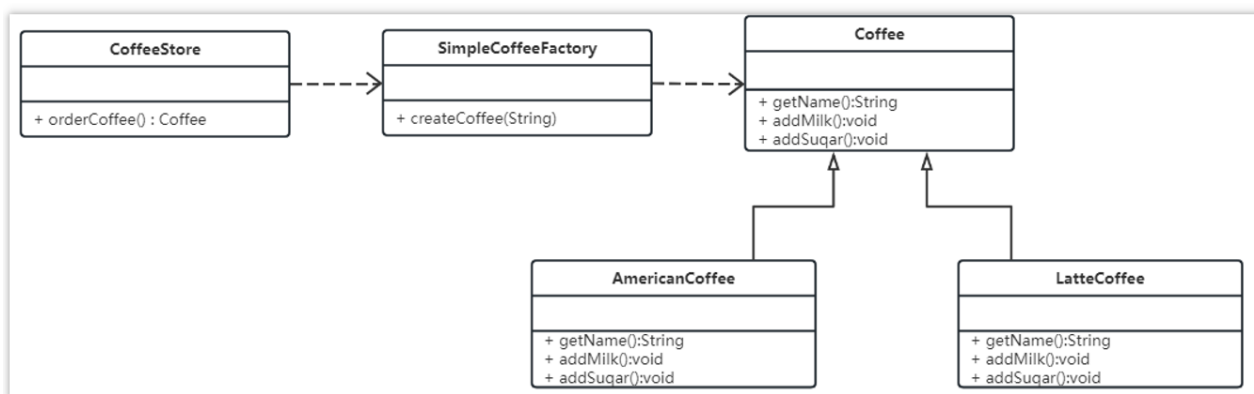 CoffeeStore
+ orderCoffee() : Coffee
SimpleCoffeeFactory
+ createCoffee(String)
Coffee
+ getName():String
+ addMilk():void
+ addSuqar():void
AmericanCoffee
+ getName():String
+ addMilk():void
+ addSuqar():void
LatteCoffee
+ getName():String
+ addMilk():void
+ addSuqar():void